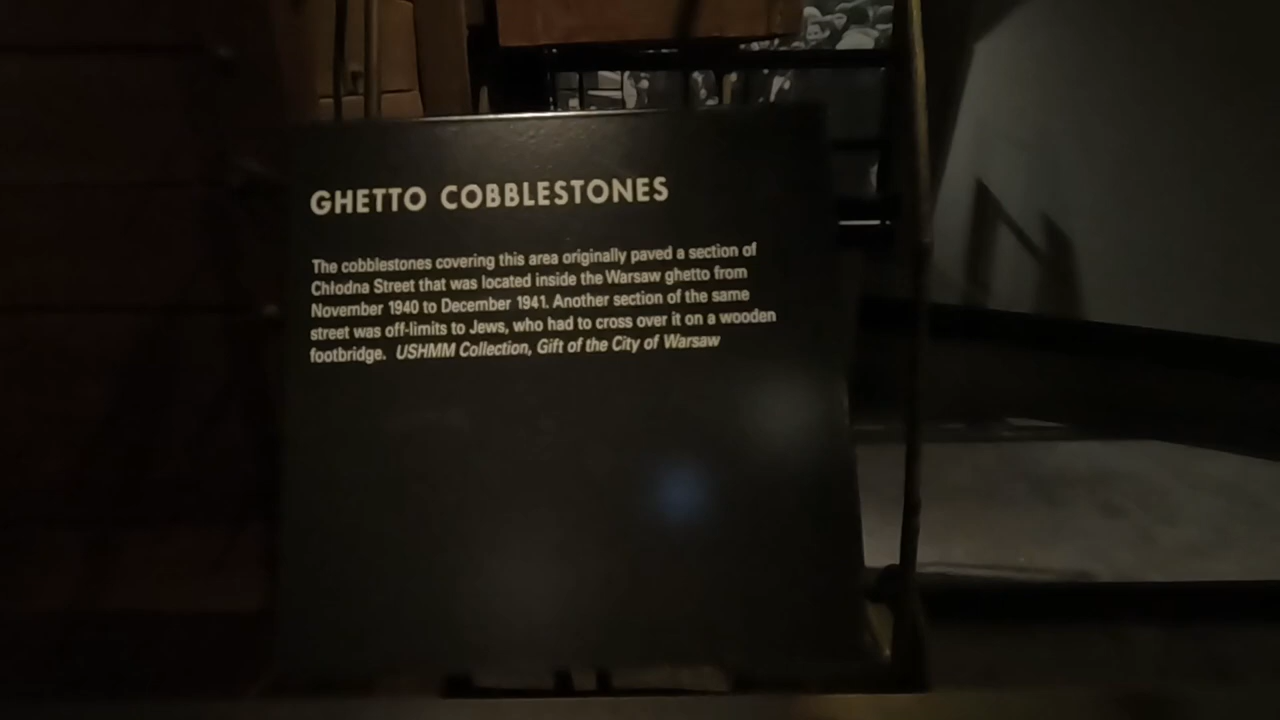 GHETTO COBBLESTONES
The cobblestones covering this area originally paved a section of
Chłodna Street that was located inside the Warsaw ghetto from
November 1940 to December 1941. Another section of the same
street was off-limits to Jews, who had to cross over it on a wooden
footbridge. USHMM Collection, Gift of the City of Warsaw